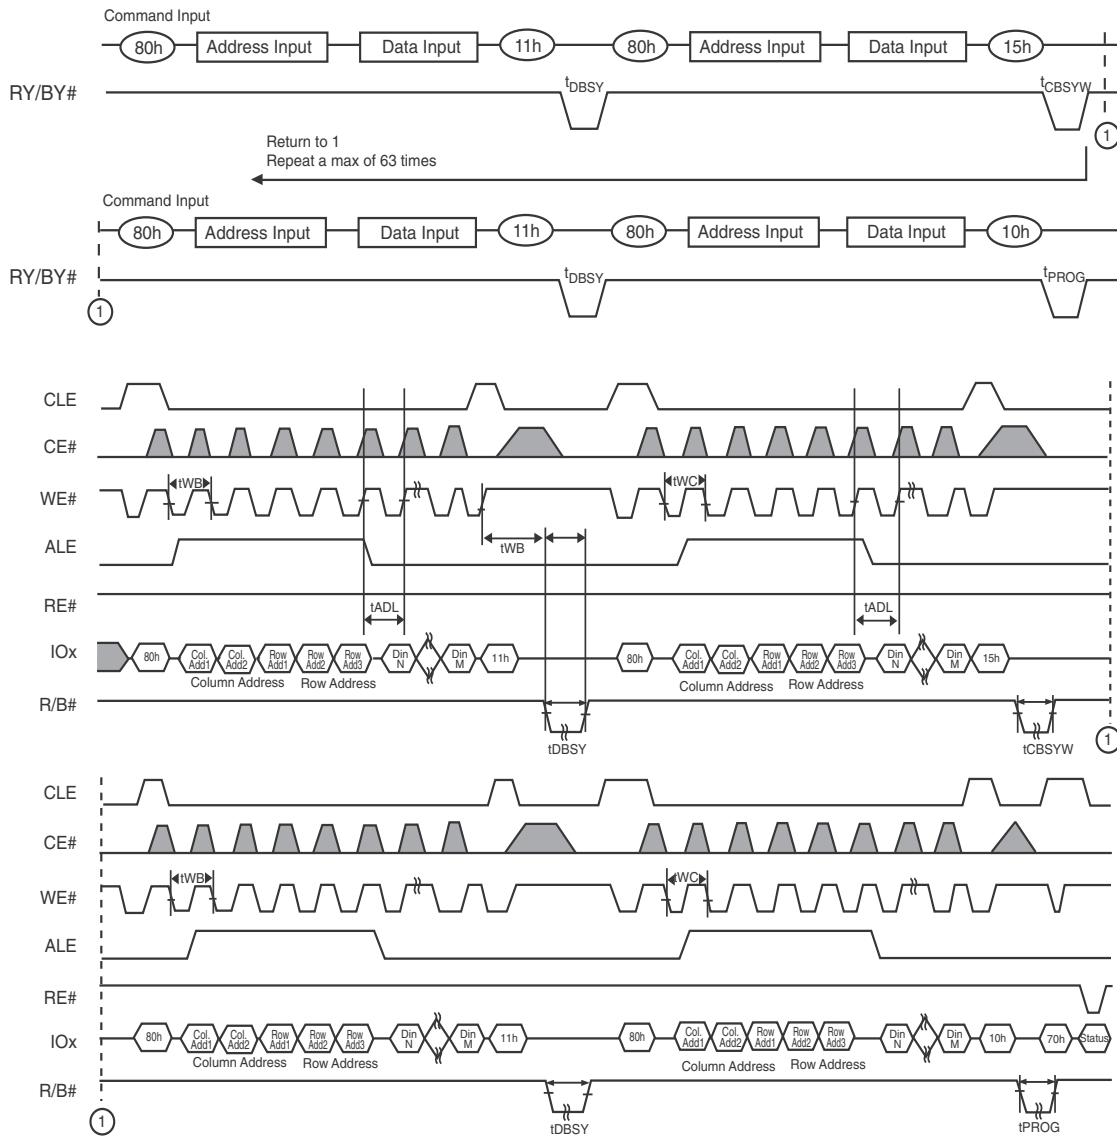 Command Input
80h Address Input Data Input 11h 80h Address Input Data Input 15h
RY/BY# tDBSY tCBSYW
1
Return to 1
Repeat a max of 63 times
Command Input
80h Address Input Data Input 11h 80h Address Input Data Input 10h
RY/BY# tDBSY tPROG
1
CLE
CE#
WE# tWB tWC
ALE tWB
RE# tADL tADL
IOx 80h Col. Add1 Col. Add2 Row Add1 Row Add2 Row Add3 Din N Din M 11h 80h Col. Add1 Col. Add2 Row Add1 Row Add2 Row Add3 Din N Din M 15h
Column Address Row Address Column Address Row Address
R/B#
tDBSY tCBSYW 1
CLE
CE#
WE# tWB tWC
ALE
RE#
IOx 80h Col. Add1 Col. Add2 Row Add1 Row Add2 Row Add3 Din N Din M 11h 80h Col. Add1 Col. Add2 Row Add1 Row Add2 Row Add3 Din N Din M 10h 70h Status
Column Address Row Address Column Address Row Address
R/B#
1 tDBSY tPROG